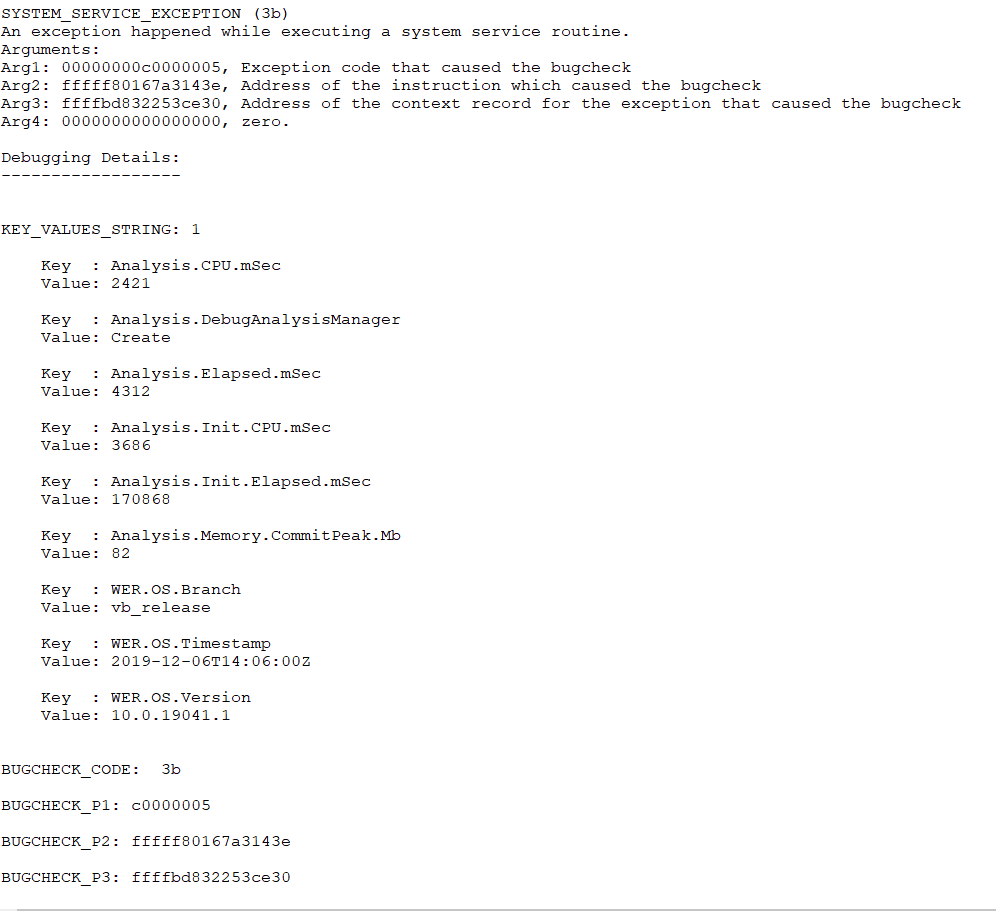 SYSTEM_SERVICE_EXCEPTION (3b)
An exception happened while executing a system service routine.
Arguments:
Arg1: 00000000c0000005, Exception code that caused the bugcheck
Arg2: fffff80167a3143e, Address of the instruction which caused the bugcheck
Arg3: ffffbd832253ce30, Address of the context record for the exception that caused the bugcheck
Arg4: 0000000000000000, zero.
Debugging Details:
------------------
KEY_VALUES_STRING: 1
Key  : Analysis.CPU.mSec
Value: 2421
Key  : Analysis.DebugAnalysisManager
Value: Create
Key  : Analysis.Elapsed.mSec
Value: 4312
Key  : Analysis.Init.CPU.mSec
Value: 3686
Key  : Analysis.Init.Elapsed.mSec
Value: 170868
Key  : Analysis.Memory.CommitPeak.Mb
Value: 82
Key  : WER.OS.Branch
Value: vb_release
Key  : WER.OS.Timestamp
Value: 2019-12-06T14:06:00Z
Key  : WER.OS.Version
Value: 10.0.19041.1
BUGCHECK_CODE:  3b
BUGCHECK_P1: c0000005
BUGCHECK_P2: fffff80167a3143e
BUGCHECK_P3: ffffbd832253ce30